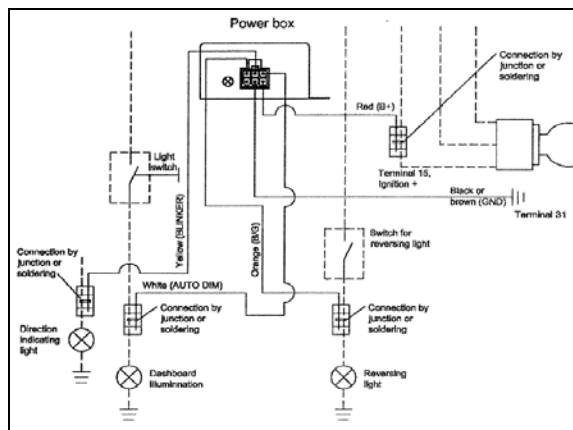 Power box
Connection by
junction or
soldering
Red (B+)
Light
switch
Terminal 15,
Ignition +
Black or
brown (GND)
Terminal 31
Yellow (BLINKER)
Orange (B/G)
Switch for
reversing light
Connection by
junction or
soldering
White (AUTO DIM)
Connection by
junction or
soldering
Connection by
junction or
soldering
Direction
indicating
light
Dashboard
illuminnation
Reversing
light